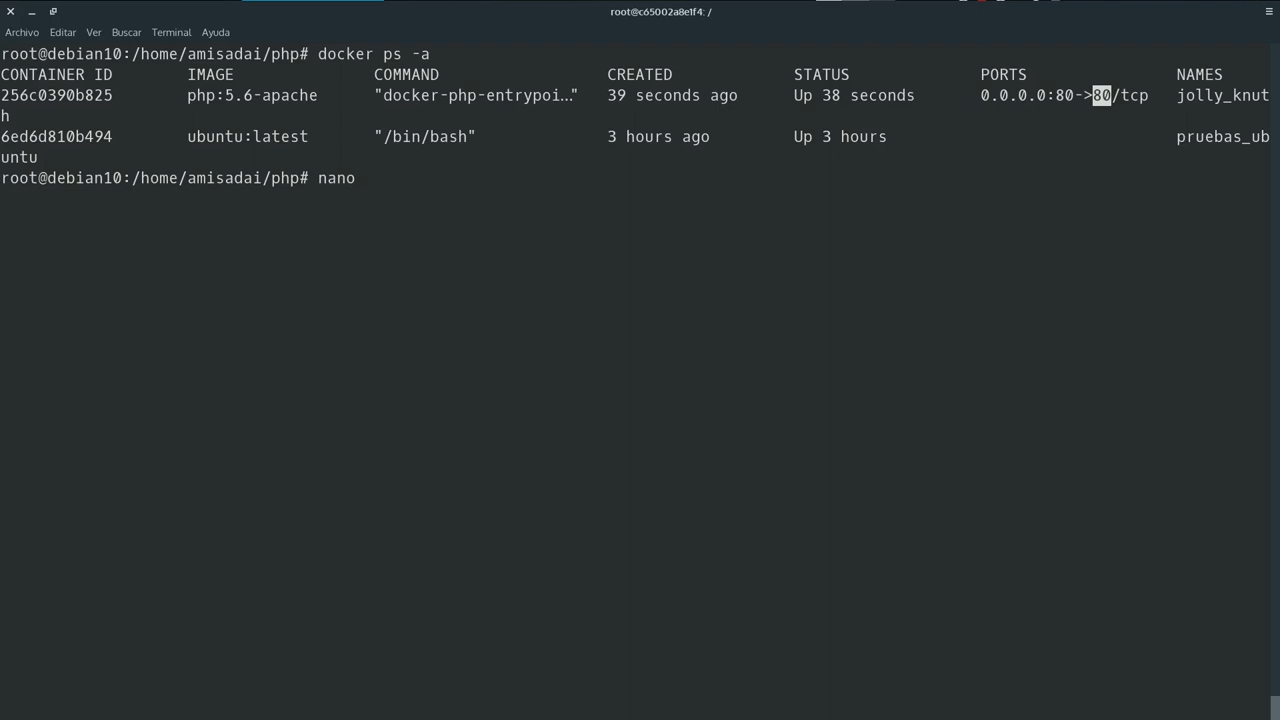 root@c65002a8e1f4: /
Archivo Editar Ver Buscar Terminal Ayuda
root@debian10:/home/amisadai/php# docker ps -a
CONTAINER ID        IMAGE               COMMAND                  CREATED             STATUS              PORTS                NAMES
256c0390b825        php:5.6-apache      "docker-php-entrypoi…"   39 seconds ago      Up 38 seconds       0.0.0.0:80->80/tcp   jolly_knut
h
6ed6d810b494        ubuntu:latest       "/bin/bash"              3 hours ago         Up 3 hours                               pruebas_ub
untu
root@debian10:/home/amisadai/php# nano